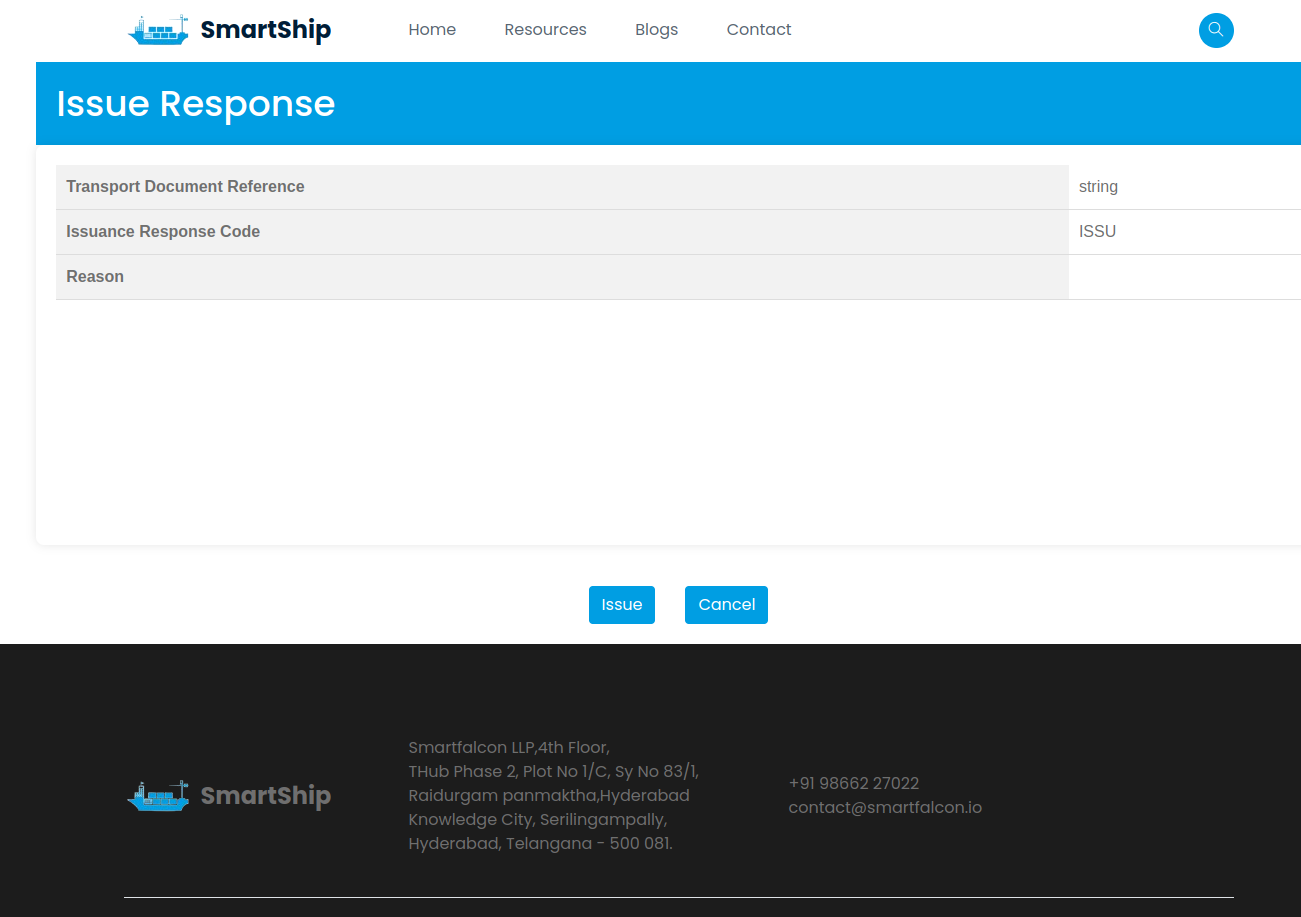 SmartShip Home Resources Blogs Contact
Issue Response
Transport Document Reference string
Issuance Response Code ISSU
Reason
Issue Cancel
Smartfalcon LLP,4th Floor,
THub Phase 2, Plot No 1/C, Sy No 83/1,
Raidurgam panmaktha,Hyderabad
Knowledge City, Serilingampally,
Hyderabad, Telangana - 500 081.
SmartShip
+91 98662 27022
contact@smartfalcon.io